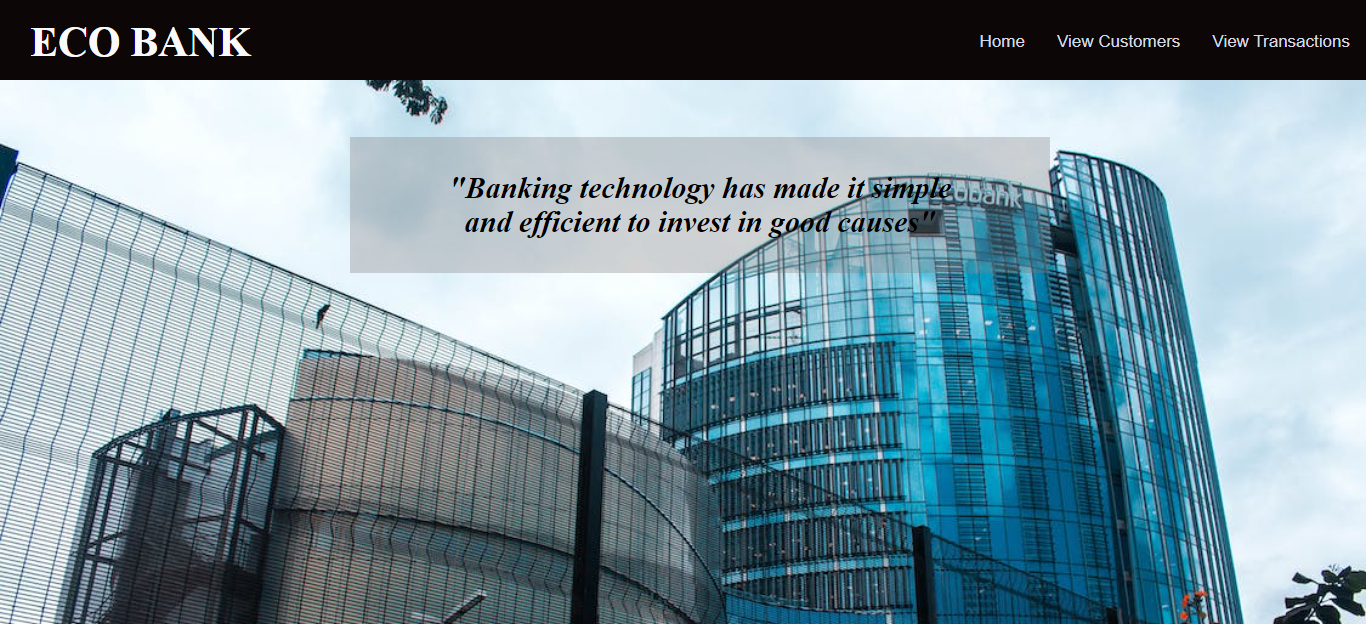 ECO BANK
Home
View Customers
View Transactions
"Banking technology has made it simple
and efficient to invest in good causes"
Ecobank